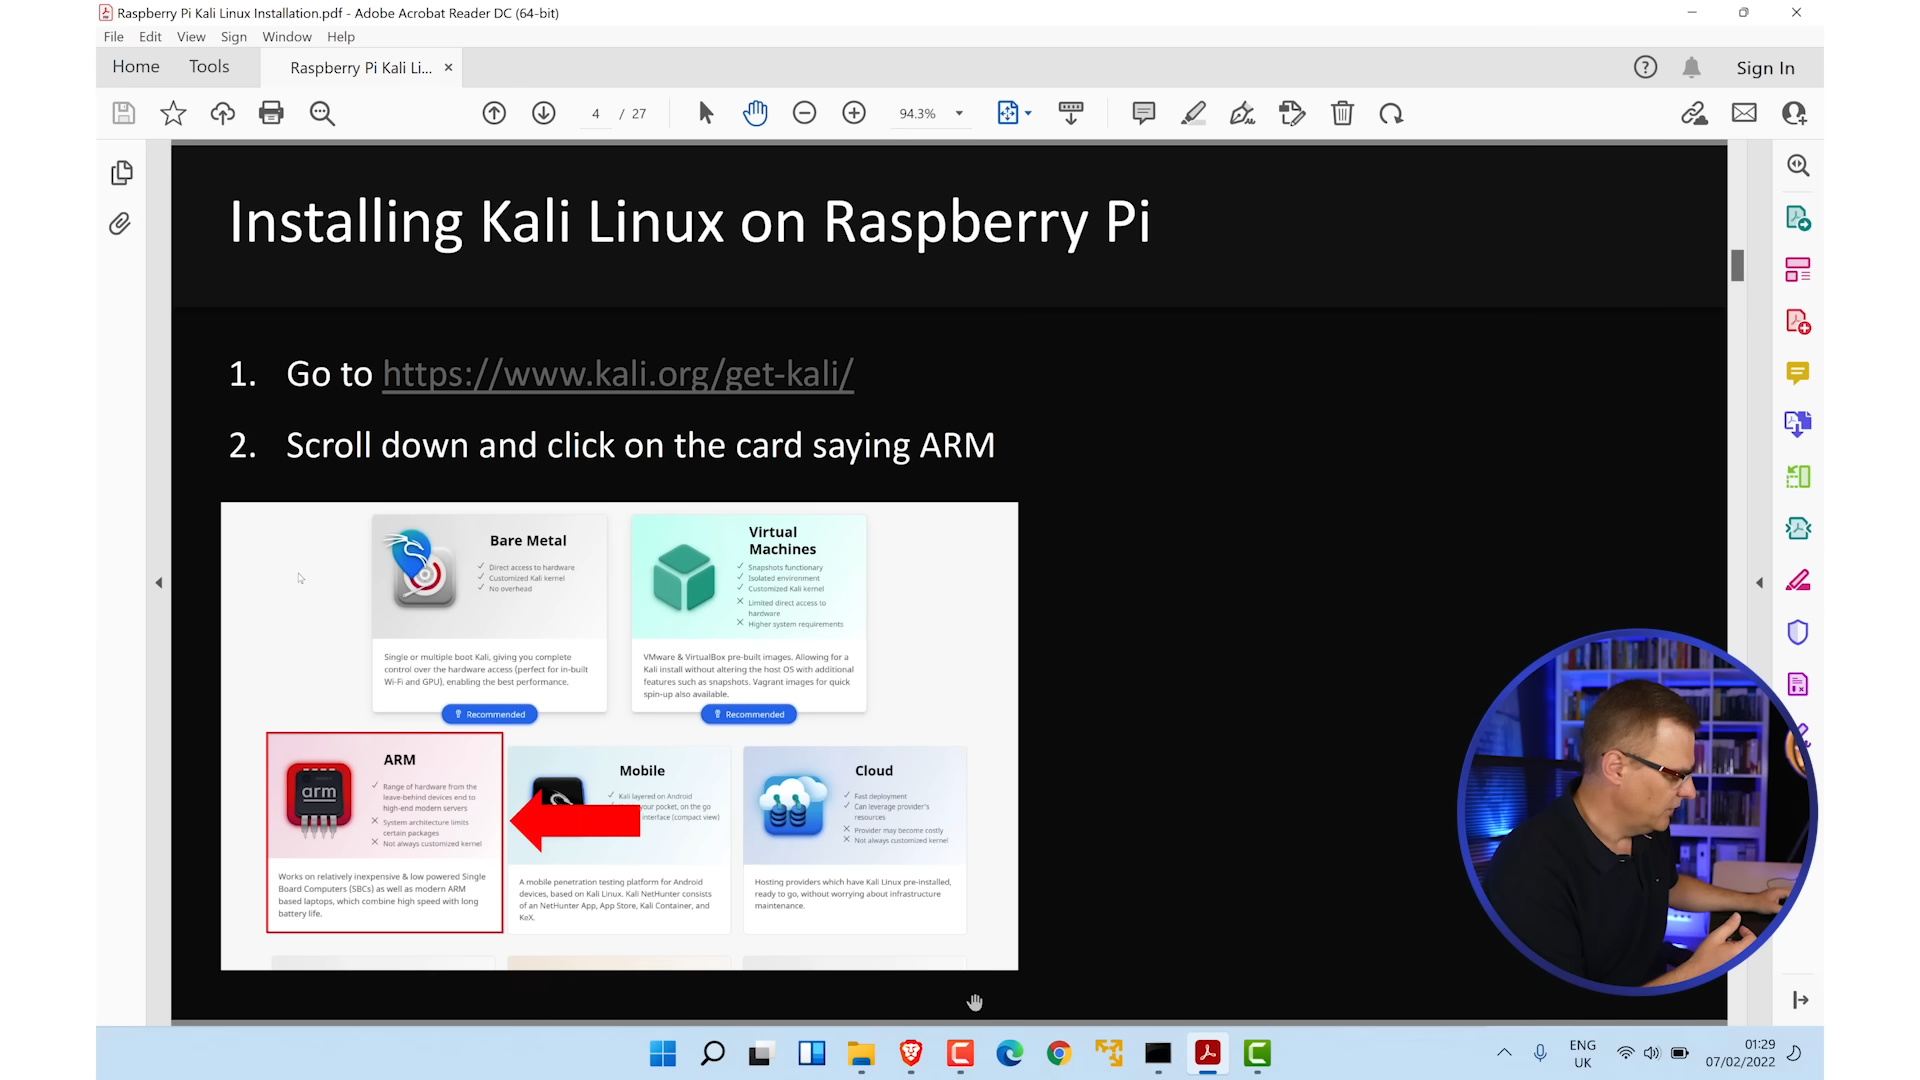 Raspberry Pi Kali Linux Installation.pdf - Adobe Acrobat Reader DC (64-bit)
File Edit View Sign Window Help
Home Tools Raspberry Pi Kali Li... Sign In
4 / 27 94.3%
Installing Kali Linux on Raspberry Pi
1. Go to https://www.kali.org/get-kali/
2. Scroll down and click on the card saying ARM
Bare Metal
Direct access to hardware
Customized Kali kernel
No overhead
Single or multiple boot Kali, giving you complete
control over the hardware access (perfect for in-built
Wi-Fi and GPU), enabling the best performance.
Recommended
Virtual
Machines
Snapshots functionary
Isolated environment
Customized Kali kernel
Limited direct access to
hardware
Higher system requirements
VMware & VirtualBox pre-built images. Allowing for a
Kali install without altering the host OS with additional
features such as snapshots. Vagrant images for quick
spin-up also available.
Recommended
ARM
arm
Range of hardware from the
leave-behind devices end to
high-end modern servers
System architecture limits
certain packages
Not always customized kernel
Works on relatively inexpensive & low powered Single
Board Computers (SBCs) as well as modern ARM
based laptops, which combine high speed with long
battery life.
Mobile
Kali layered on Android
your pocket, on the go
interface (compact view)
A mobile penetration testing platform for Android
devices, based on Kali Linux. Kali NetHunter consists
of an NetHunter App, App Store, Kali Container, and
KeX.
Cloud
Fast deployment
Can leverage provider's
resources
Provider may become costly
Not always customized kernel
Hosting providers which have Kali Linux pre-installed,
ready to go, without worrying about infrastructure
maintenance.
ENG
UK
01:29
07/02/2022